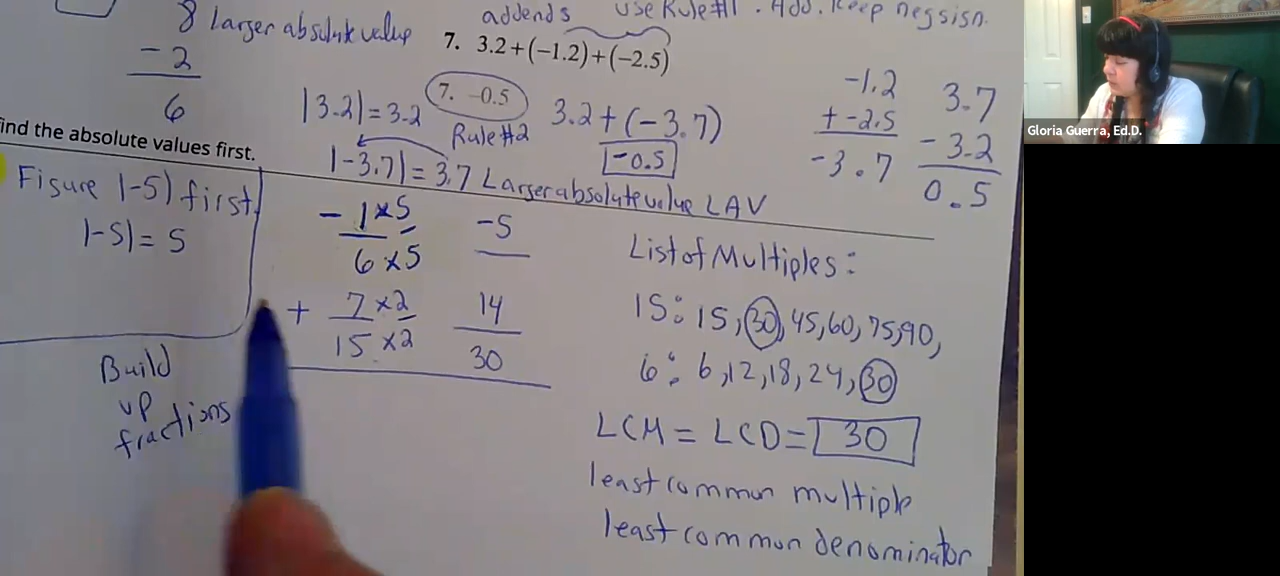 addends use Rule #1. Add. Keep neg sign.
8 Larger absolute value
7. 3.2+(−1.2)+(−2.5)
- 2
6
|3.2| = 3.2
7. −0.5
Rule #2
3.2 + (-3.7)
-0.5
-1.2
+ -2.5
-3.7
3.7
- 3.2
0.5
ind the absolute values first.
|-3.7| = 3.7 Larger absolute value LAV
Figure |-5| first.
|-5| = 5
- 1 x 5
6 x 5
-5
+ 7 x 2
15 x 2
14
30
Build
up
fractions
List of Multiples:
15: 15, 30, 45, 60, 75, 90,
6: 6, 12, 18, 24, 30
LCM = LCD = 30
least common multiple
least common denominator
Gloria Guerra, Ed.D.